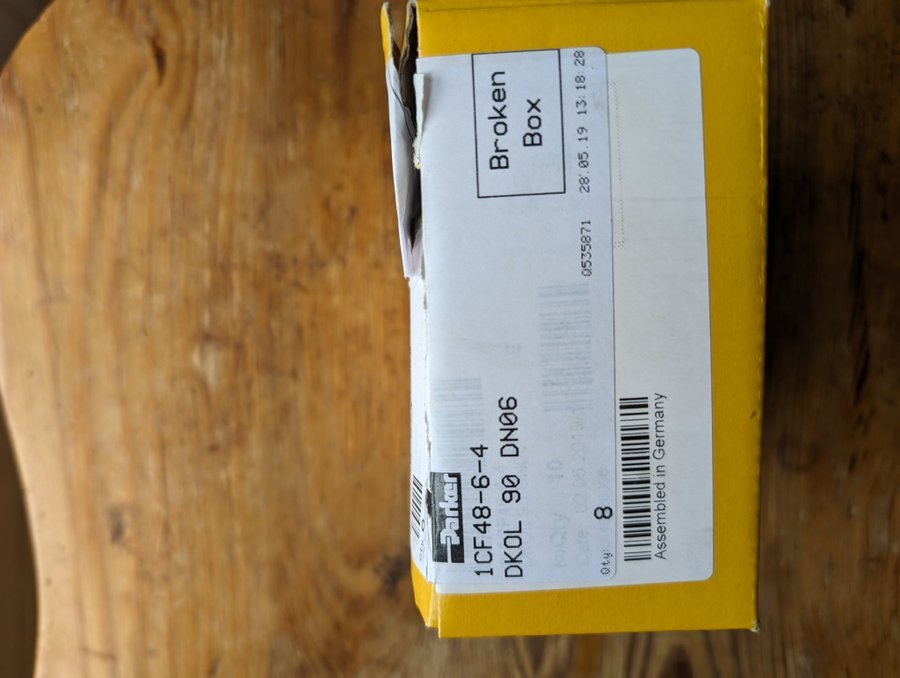 Parker
1CF48-6-4
DKOL 90 DN06
Broken
Box
Qty: 8
Q535871 28.05.19 13:18:28
Assembled in Germany